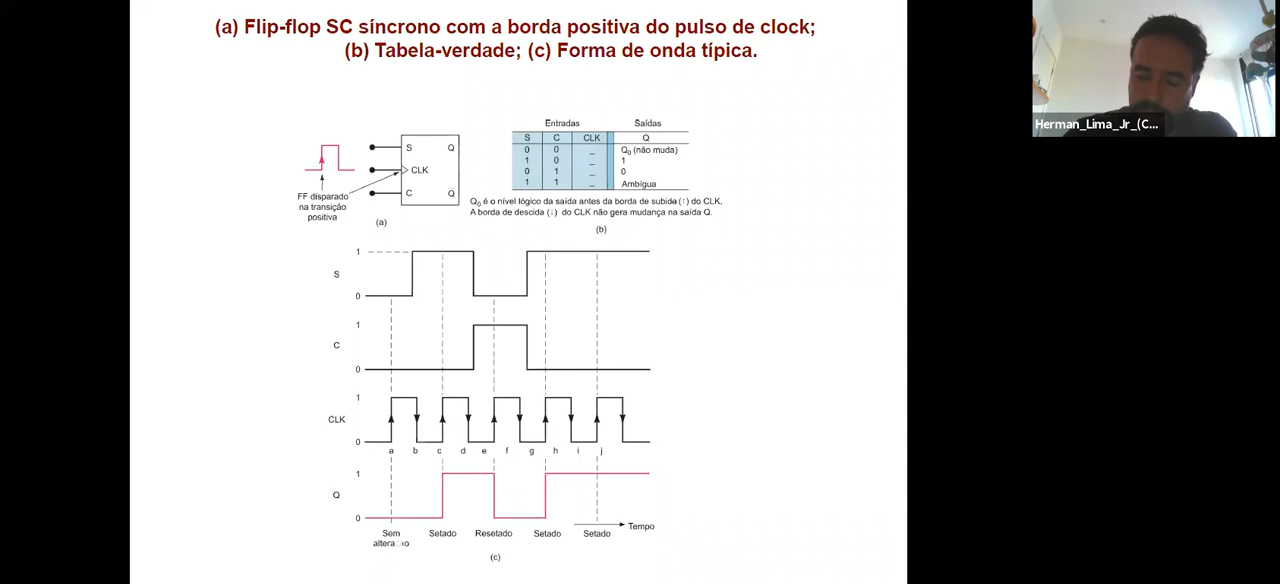 (a) Flip-flop SC síncrono com a borda positiva do pulso de clock;
(b) Tabela-verdade; (c) Forma de onda típica.
Herman_Lima_Jr_(C...
FF disparado
na transição
positiva
S Q
CLK
C Q̅
(a)
Entradas Saídas
S C CLK Q
0 0 _ Q0 (não muda)
1 0 _ 1
0 1 _ 0
1 1 _ Ambígua
Q0 é o nível lógico da saída antes da borda de subida (↑) do CLK.
A borda de descida (↓) do CLK não gera mudança na saída Q.
(b)
1
S
0
1
C
0
1
CLK
0
a b c d e f g h i j
1
Q
0
Tempo
Sem Setado Resetado Setado Setado
altera□‹o
(c)